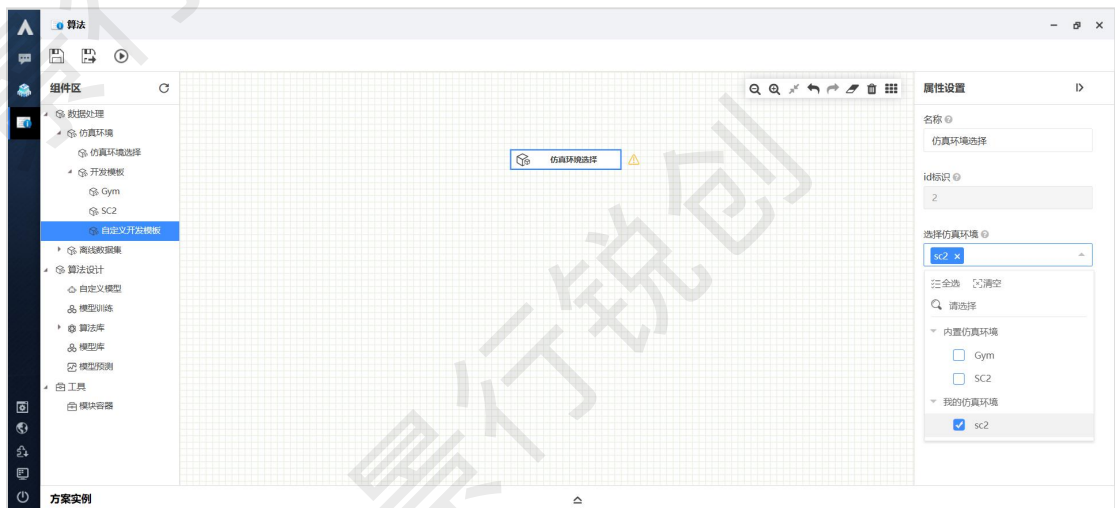 算法
组件区
数据处理
仿真环境
仿真环境选择
开发模板
Gym
SC2
自定义开发模板
离线数据集
算法设计
自定义模型
模型训练
算法库
模型库
模型预测
工具
模块容器
仿真环境选择
属性设置
名称
仿真环境选择
id标识
2
选择仿真环境
sc2 ×
全选 清空
请选择
内置仿真环境
Gym
SC2
我的仿真环境
sc2
方案实例
景行锐创